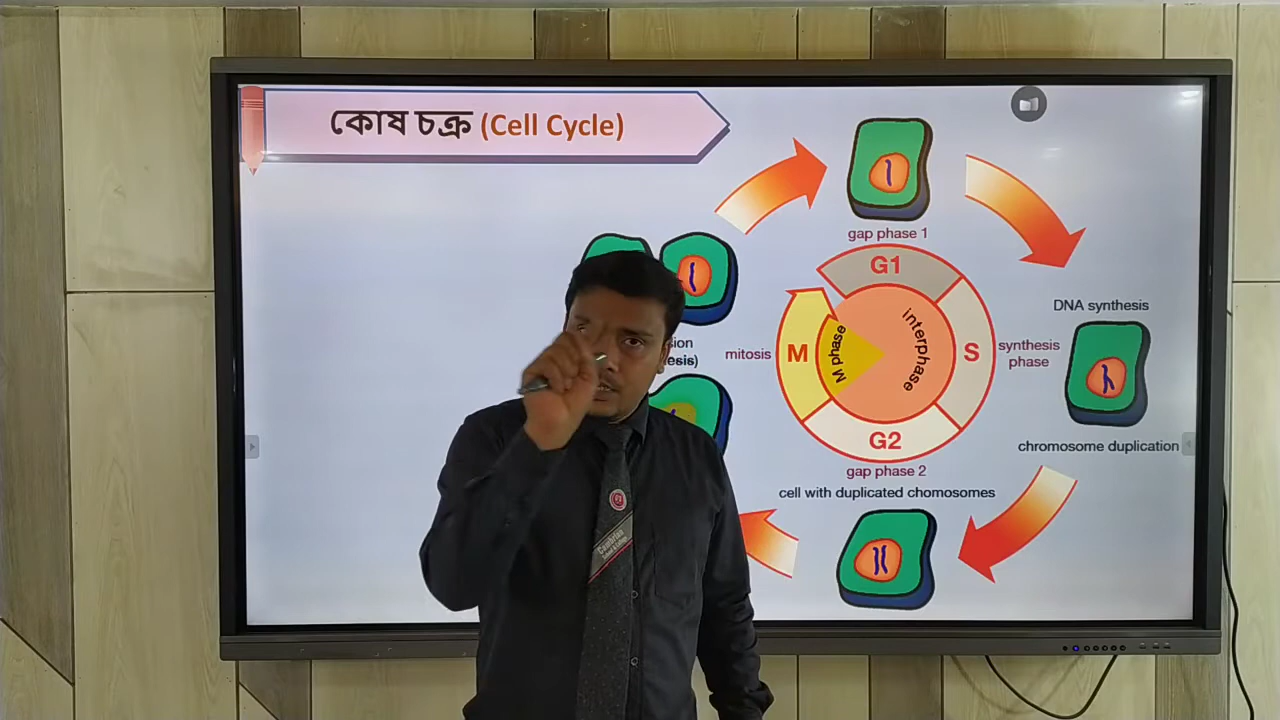 কোষ চক্র (Cell Cycle)
gap phase 1
G1
DNA synthesis
interphase
mitosis
M
M phase
S
synthesis
phase
G2
chromosome duplication
gap phase 2
cell with duplicated chomosomes
Cambrian